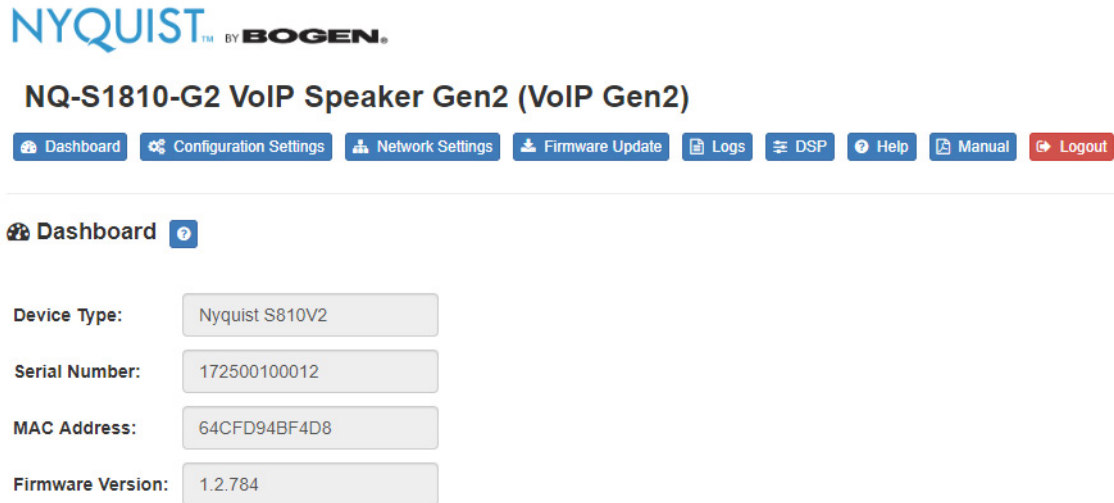 NYQUIST™ BY BOGEN®
NQ-S1810-G2 VoIP Speaker Gen2 (VoIP Gen2)
Dashboard Configuration Settings Network Settings Firmware Update Logs DSP Help Manual Logout
Dashboard
Device Type: Nyquist S810V2
Serial Number: 172500100012
MAC Address: 64CFD94BF4D8
Firmware Version: 1.2.784